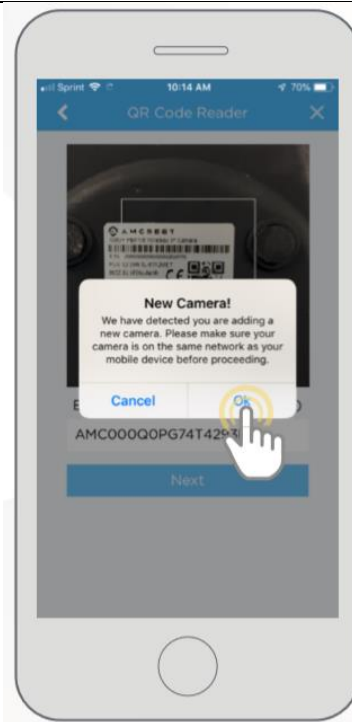 Sprint
10:14 AM
70%
QR Code Reader
AMCREST
New Camera!
We have detected you are adding a
new camera. Please make sure your
camera is on the same network as your
mobile device before proceeding.
Cancel
Ok
Next